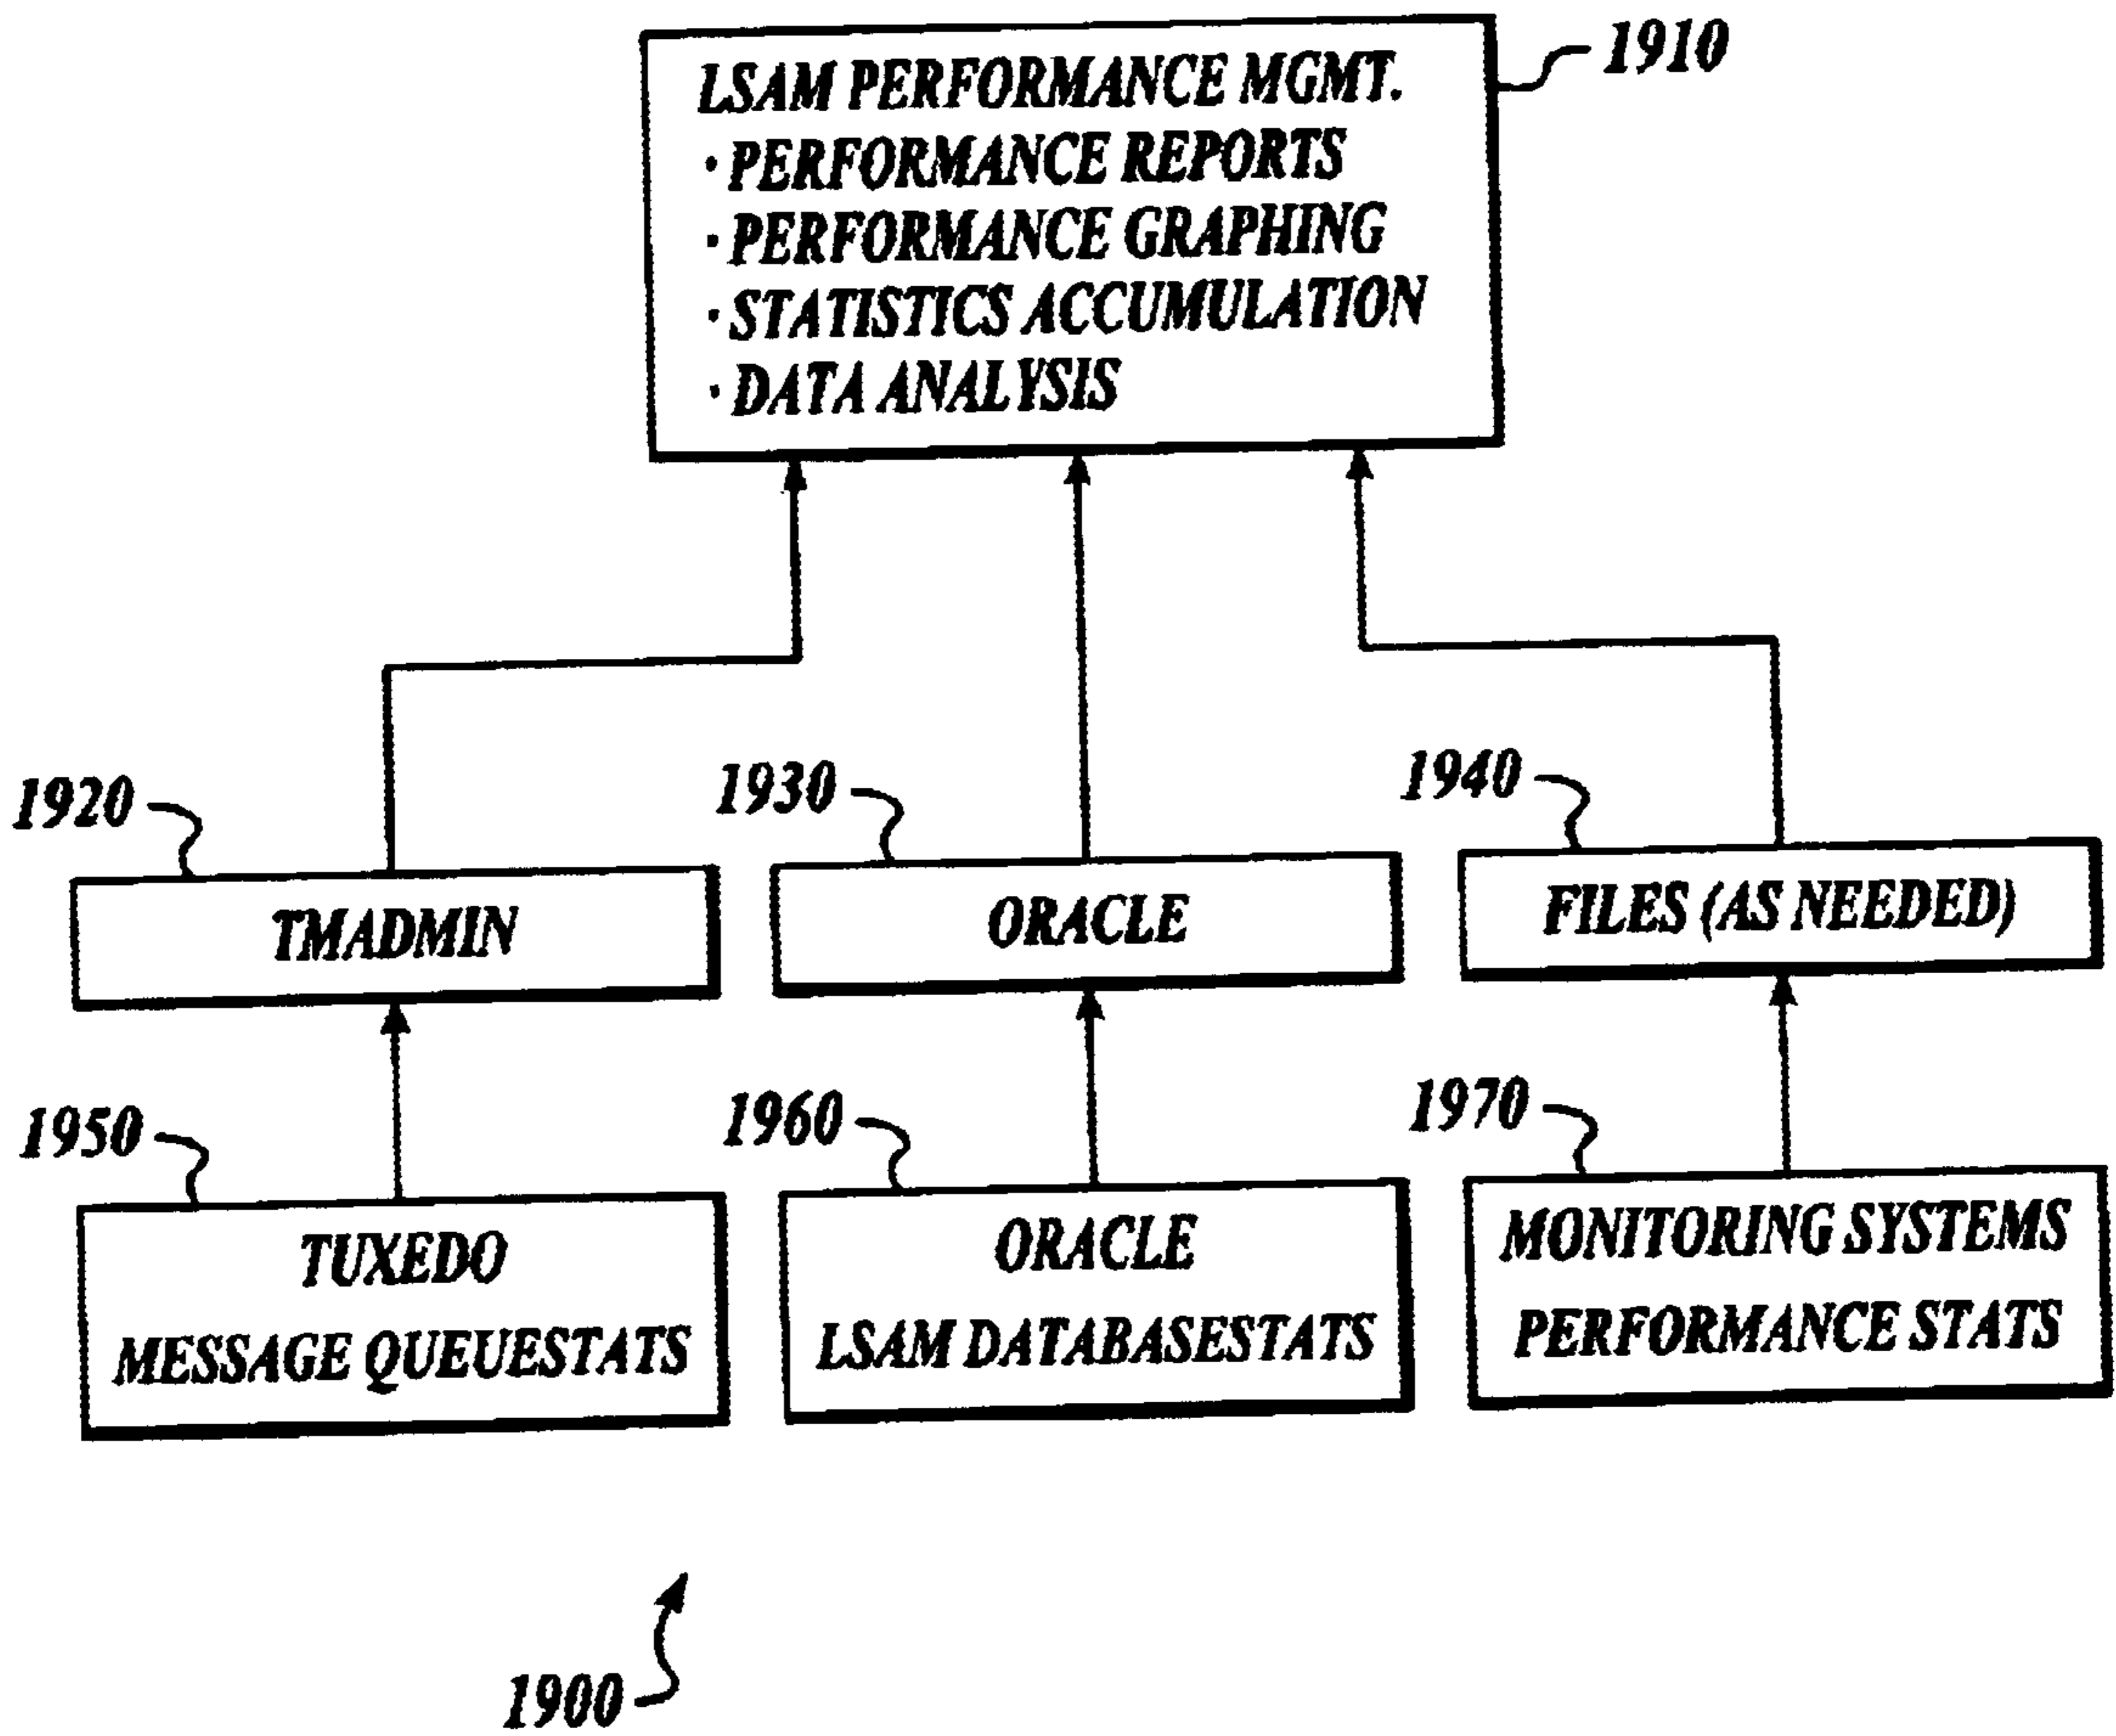 1910
LSAM PERFORMANCE MGMT.
· PERFORMANCE REPORTS
· PERFORMANCE GRAPHING
· STATISTICS ACCUMULATION
· DATA ANALYSIS
1920
1930
1940
TMADMIN
ORACLE
FILES (AS NEEDED)
1950
1960
1970
TUXEDO
MESSAGE QUEUESTATS
ORACLE
LSAM DATABASESTATS
MONITORING SYSTEMS
PERFORMANCE STATS
1900